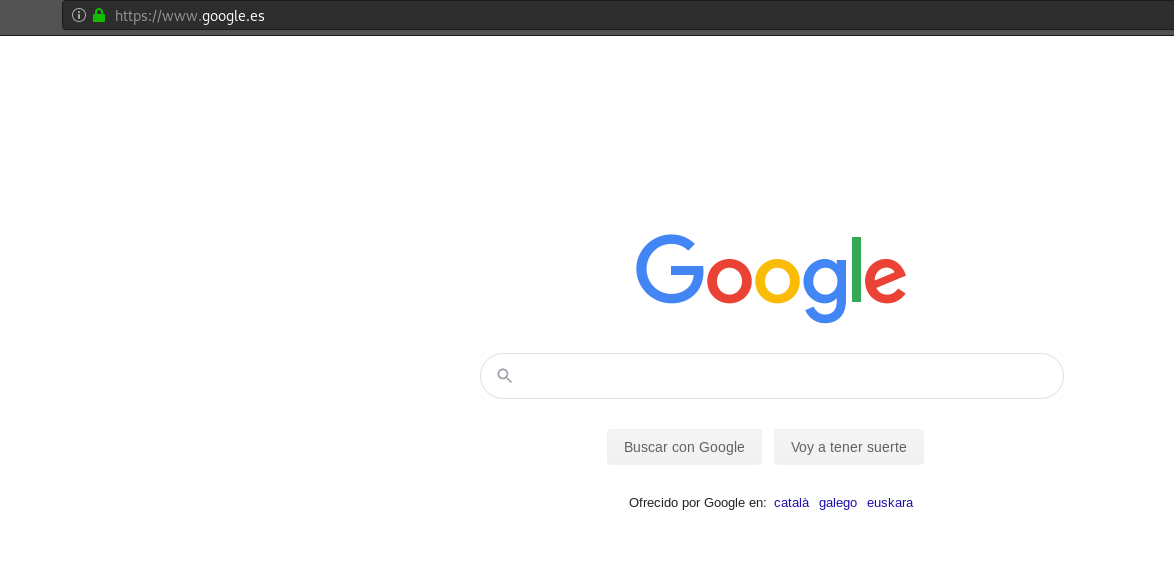 https://www.google.es
Google
Buscar con Google Voy a tener suerte
Ofrecido por Google en: català galego euskara